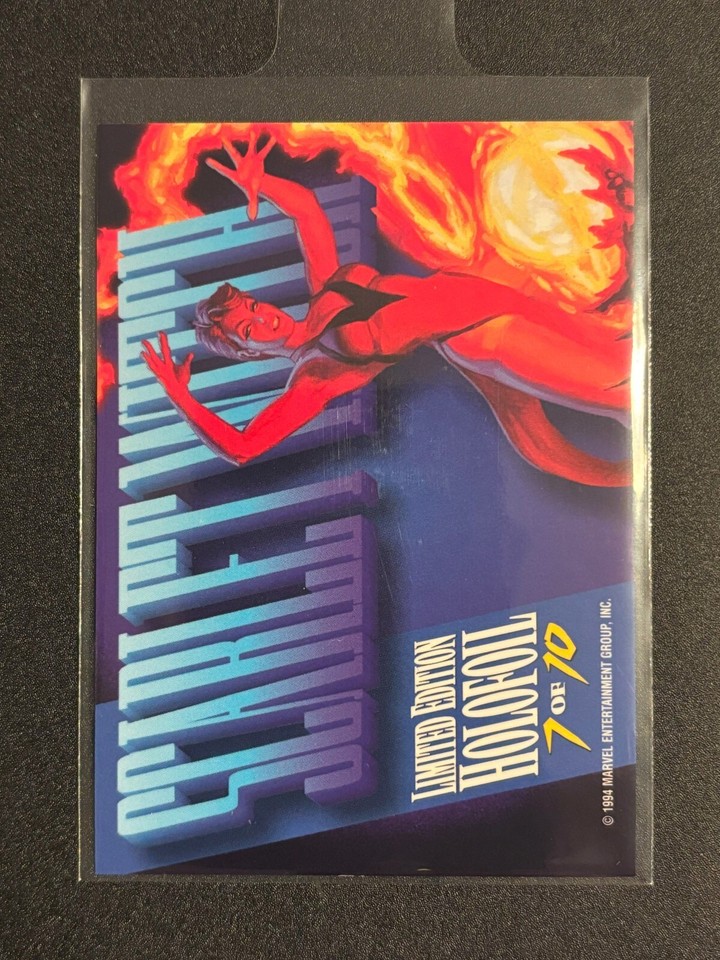 SCARLET WITCH
LIMITED EDITION
HOLOFOIL
7 OF 10
© 1994 MARVEL ENTERTAINMENT GROUP, INC.